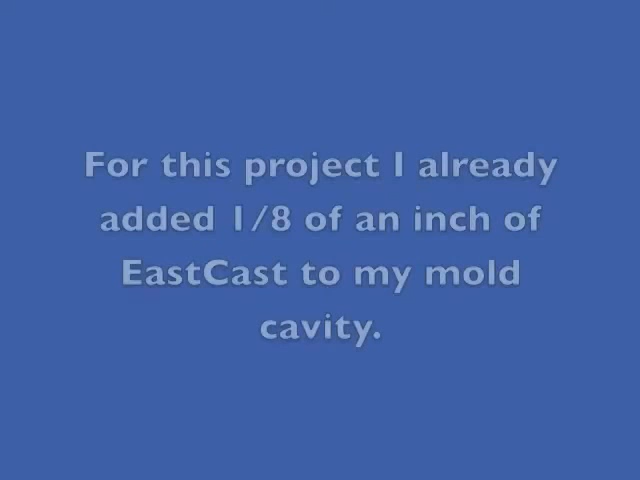 For this project I already
added 1/8 of an inch of
EastCast to my mold
cavity.